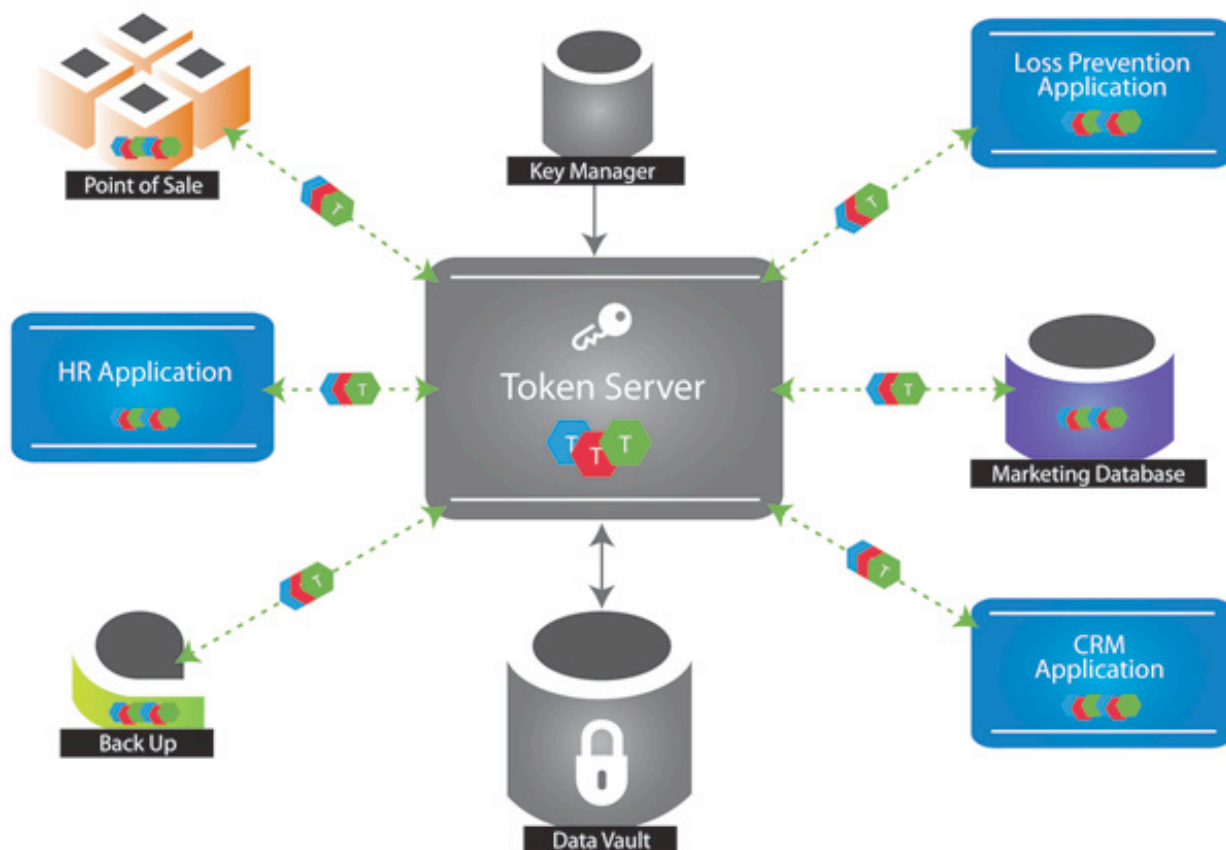 Point of Sale
Key Manager
Loss Prevention
Application
HR Application
T
T
T
Token Server
T
T
T
T
T
Marketing Database
T
T
Back Up
Data Vault
CRM
Application